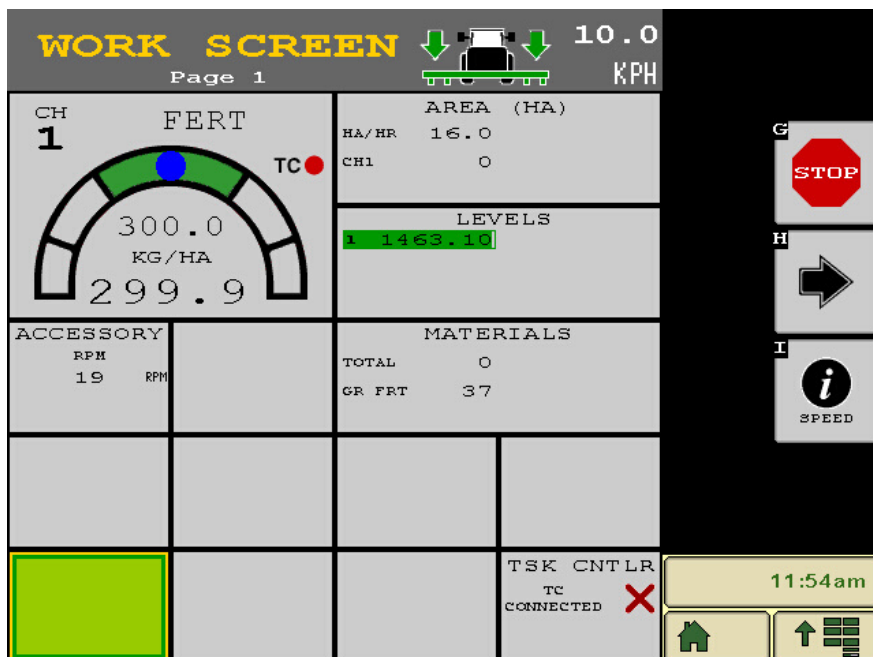 WORK SCREEN
Page 1
10.0
KPH
CH
1
FERT
TC
300.0
KG/HA
299.9
AREA (HA)
HA/HR 16.0
CH1 0
LEVELS
1 1463.10
ACCESSORY
RPM
19 RPM
MATERIALS
TOTAL 0
GR FRT 37
TSK CNTLR
TC
CONNECTED
G
STOP
H
I
i
SPEED
11:54am